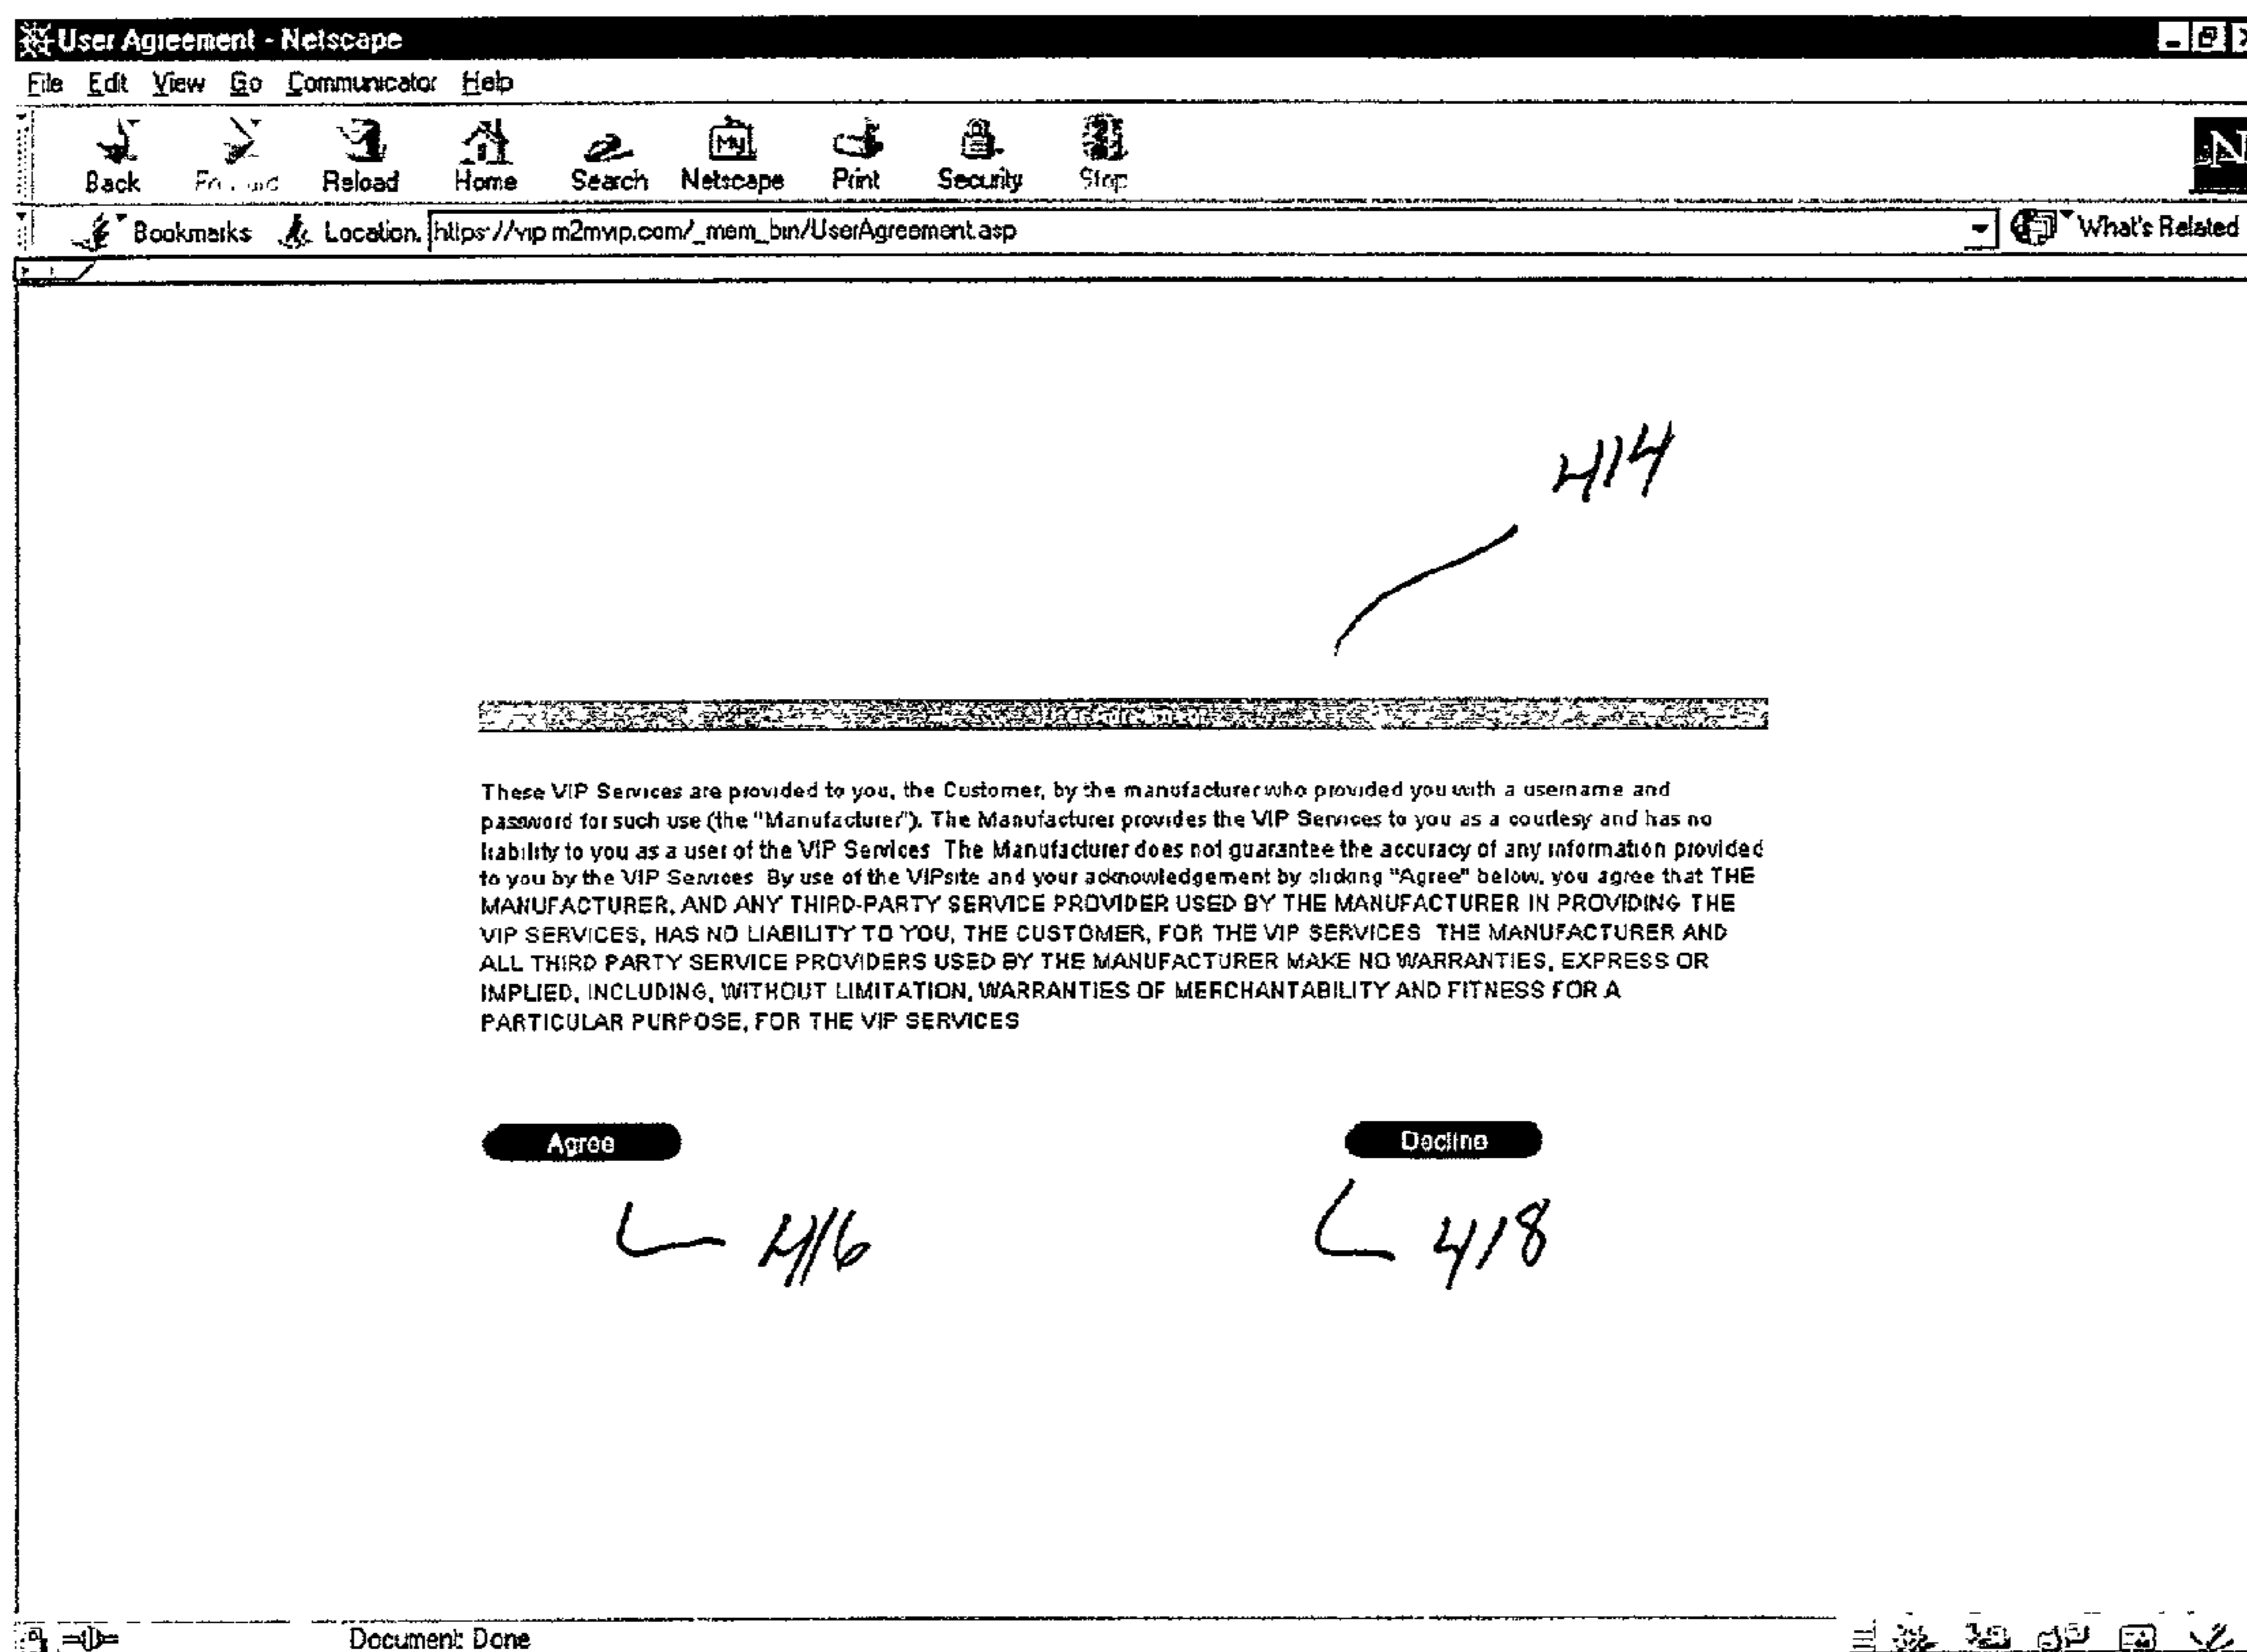 User Agreement - Netscape
File Edit View Go Communicator Help
Back Forward Reload Home Search Netscape Print Security Stop
My
N
Bookmarks Location. https://vip.m2mvip.com/_mem_bin/UserAgreement.asp What's Related
414
User Agreement
These VIP Services are provided to you, the Customer, by the manufacturer who provided you with a username and
password for such use (the "Manufacturer"). The Manufacturer provides the VIP Services to you as a courtesy and has no
liability to you as a user of the VIP Services The Manufacturer does not guarantee the accuracy of any information provided
to you by the VIP Services By use of the VIPsite and your acknowledgement by clicking "Agree" below, you agree that THE
MANUFACTURER, AND ANY THIRD-PARTY SERVICE PROVIDER USED BY THE MANUFACTURER IN PROVIDING THE
VIP SERVICES, HAS NO LIABILITY TO YOU, THE CUSTOMER, FOR THE VIP SERVICES THE MANUFACTURER AND
ALL THIRD PARTY SERVICE PROVIDERS USED BY THE MANUFACTURER MAKE NO WARRANTIES, EXPRESS OR
IMPLIED, INCLUDING, WITHOUT LIMITATION, WARRANTIES OF MERCHANTABILITY AND FITNESS FOR A
PARTICULAR PURPOSE, FOR THE VIP SERVICES
Agree Decline
416 418
Document: Done